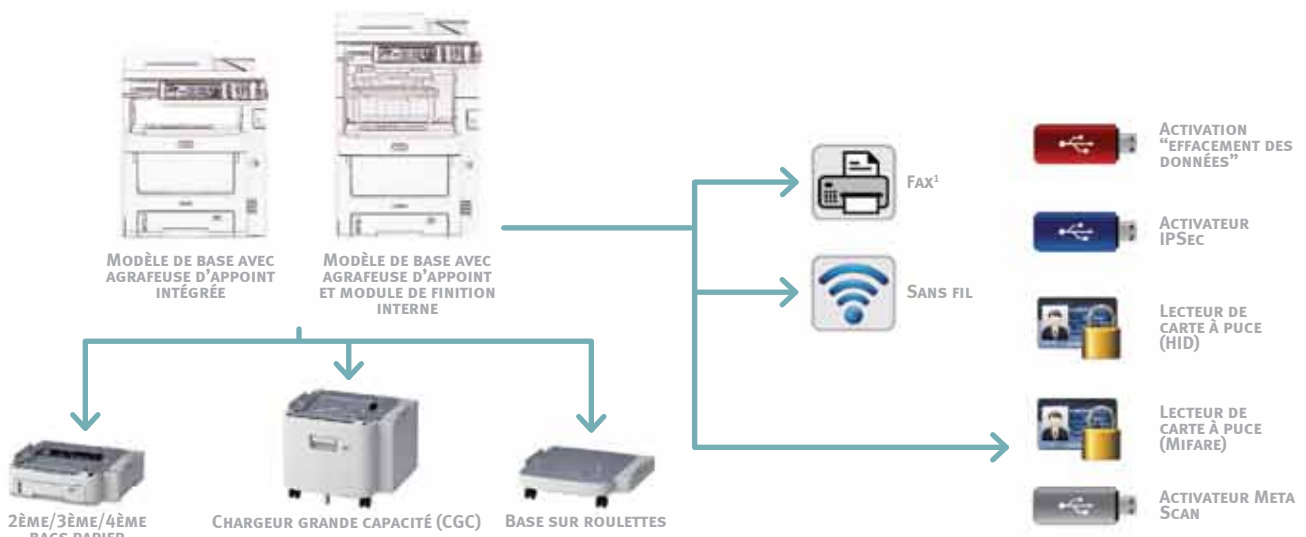 MODÈLE DE BASE AVEC
AGRAFEUSE D'APPOINT
INTÉGRÉE
MODÈLE DE BASE AVEC
AGRAFEUSE D'APPOINT
ET MODULE DE FINITION
INTERNE
FAX¹
SANS FIL
ACTIVATION
“EFFACEMENT DES
DONNÉES”
ACTIVATEUR
IPSEC
LECTEUR DE
CARTE À PUCE
(HID)
LECTEUR DE
CARTE À PUCE
(MIFARE)
ACTIVATEUR META
SCAN
2ÈME/3ÈME/4ÈME
BACS PAPIER
CHARGEUR GRANDE CAPACITÉ (CGC)
BASE SUR ROULETTES